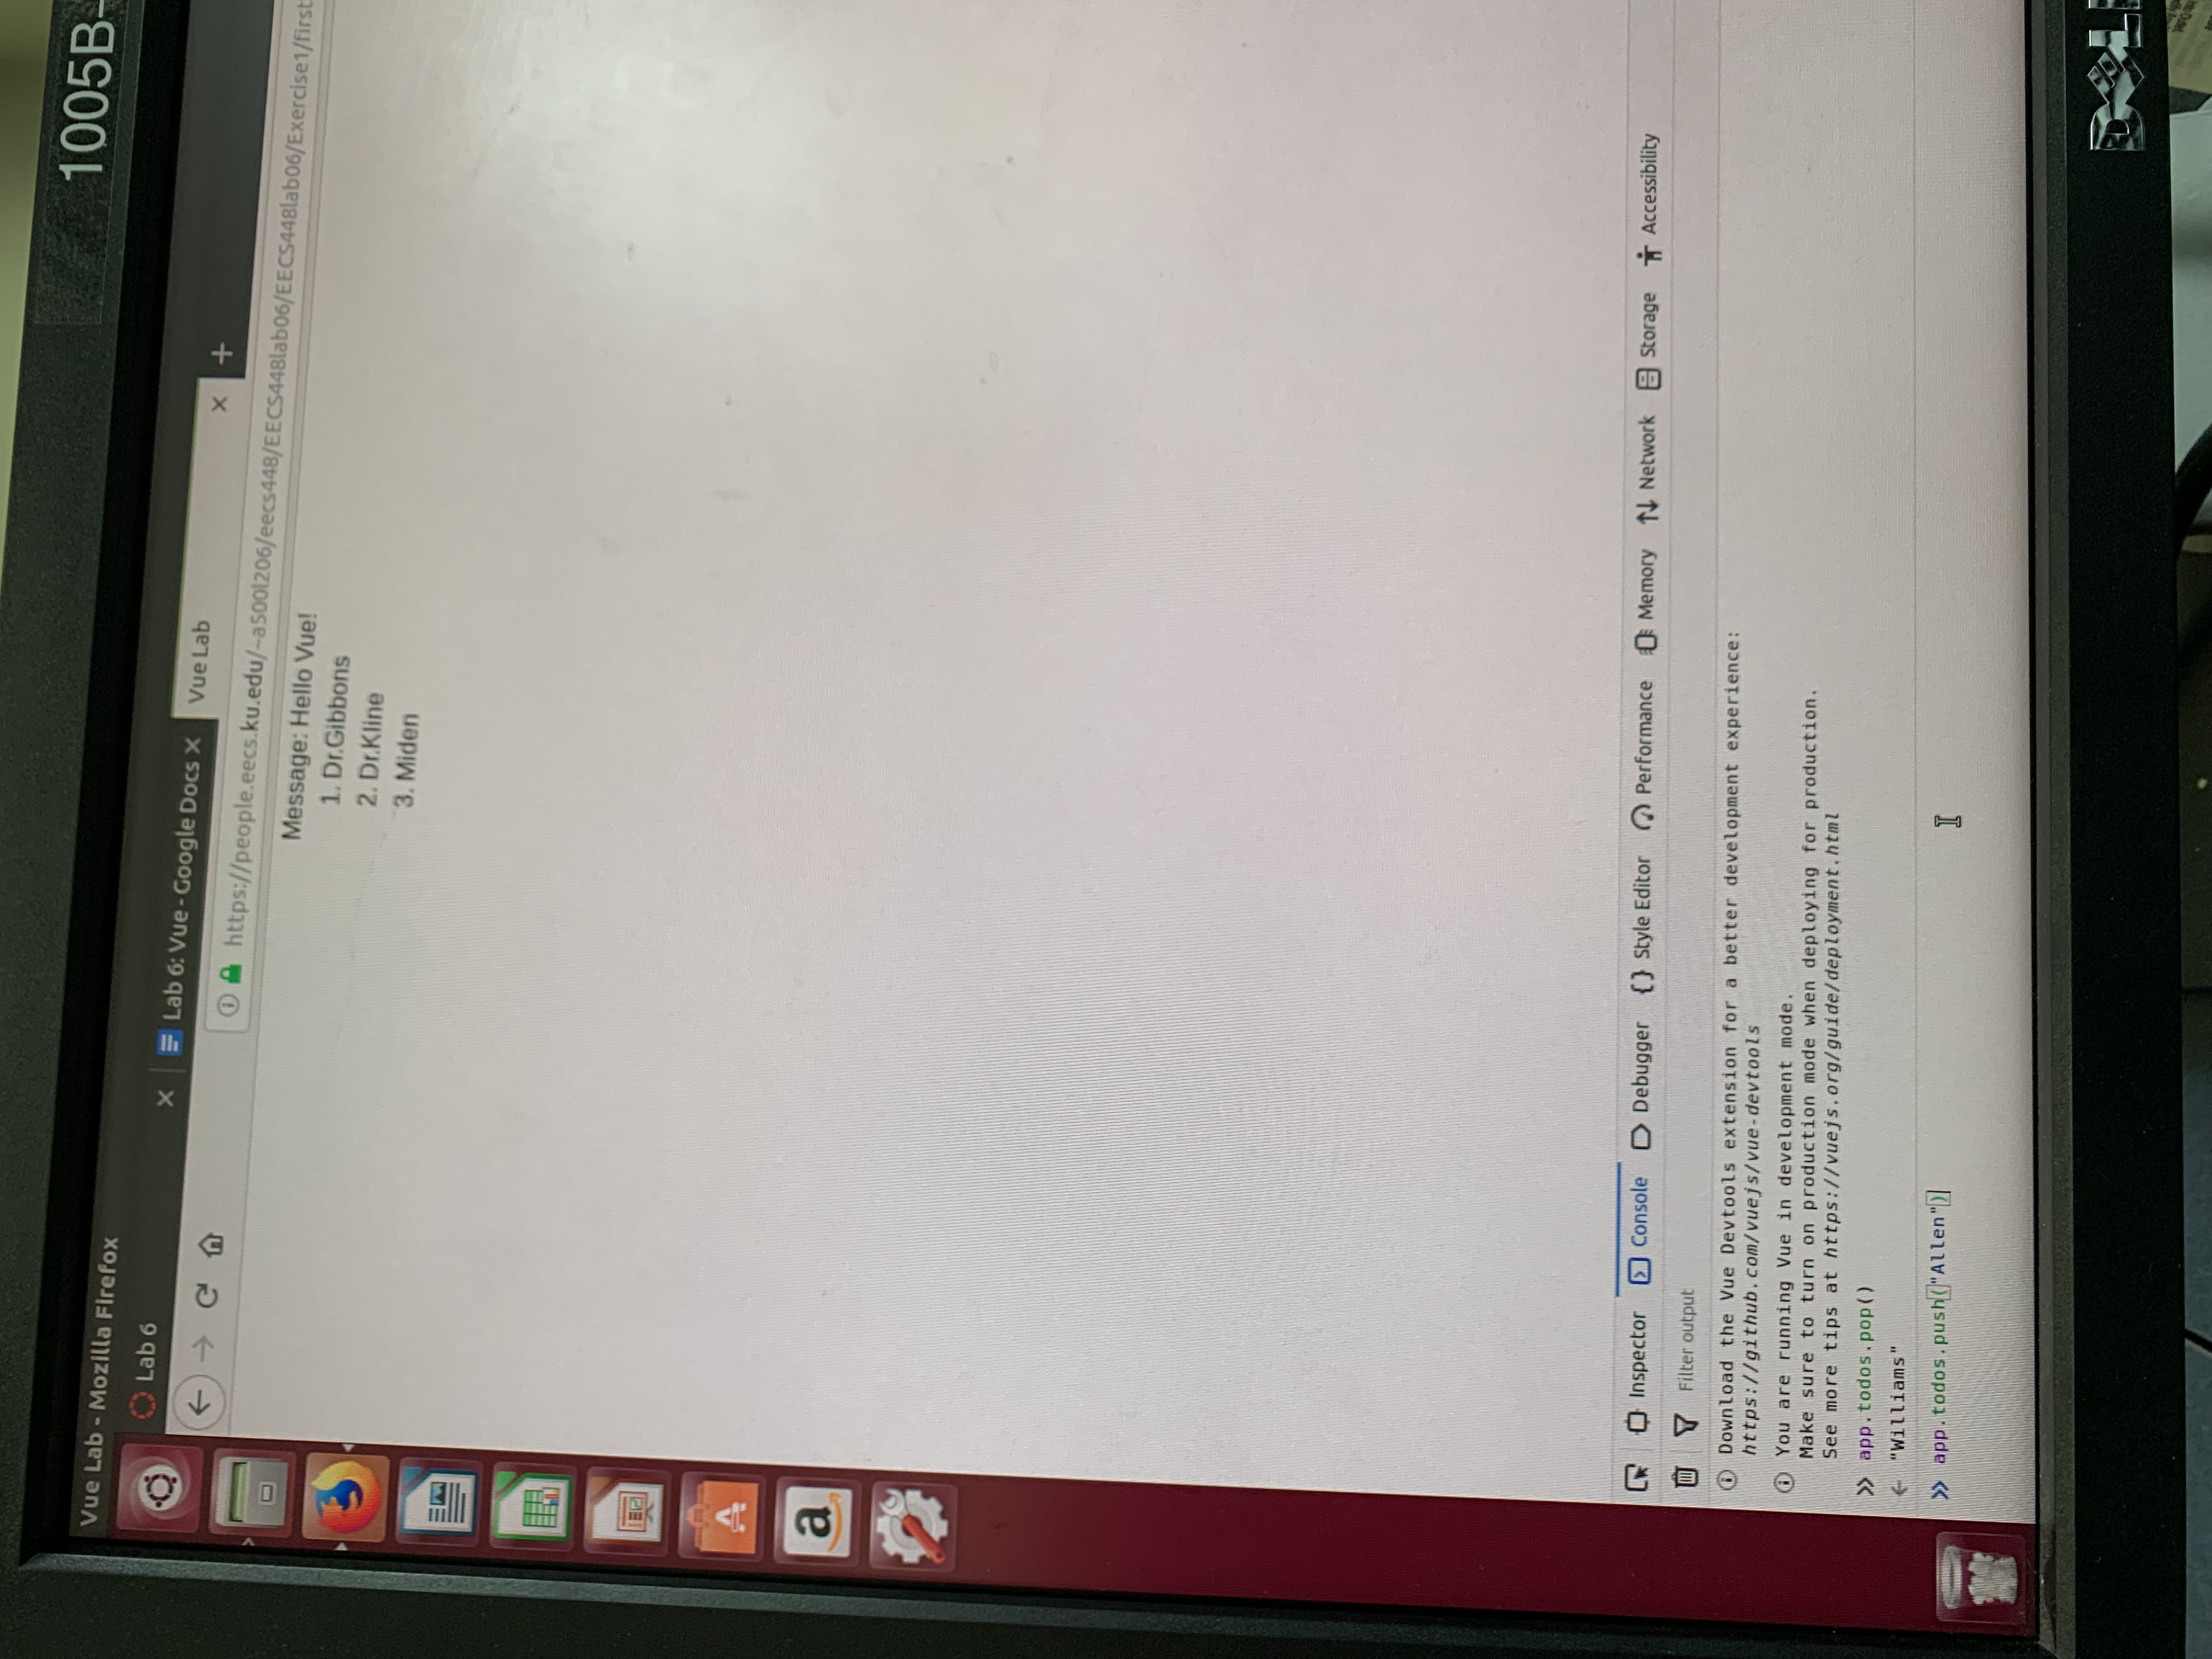 1005B-
Vue Lab - Mozilla Firefox
Lab 6
Lab 6: Vue - Google Docs
Vue Lab
https://people.eecs.ku.edu/~a500l206/eecs448/EECS448lab06/EECS448lab06/Exercise1/first
Message: Hello Vue!
1. Dr.Gibbons
2. Dr.Kline
3. Miden
Inspector Console Debugger {} Style Editor Performance Memory Network Storage Accessibility
Filter output
Download the Vue Devtools extension for a better development experience:
https://github.com/vuejs/vue-devtools
You are running Vue in development mode.
Make sure to turn on production mode when deploying for production.
See more tips at https://vuejs.org/guide/deployment.html
» app.todos.pop()
← "Williams"
» app.todos.push("Allen")
DELL